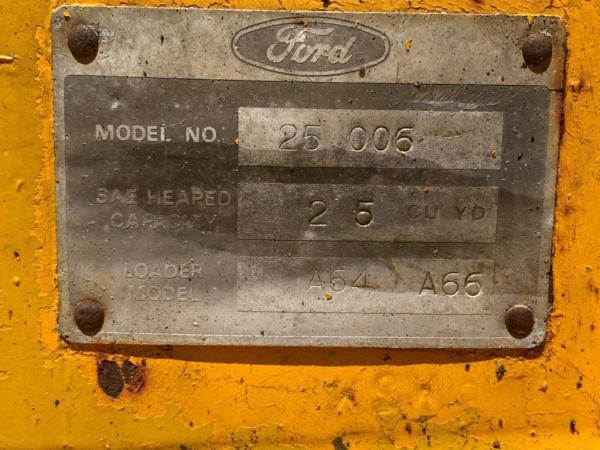 Ford
MODEL NO. 25 006
SAE HEAPED
CAPACITY 2 5 CU YD
LOADER
MODEL A64 A66